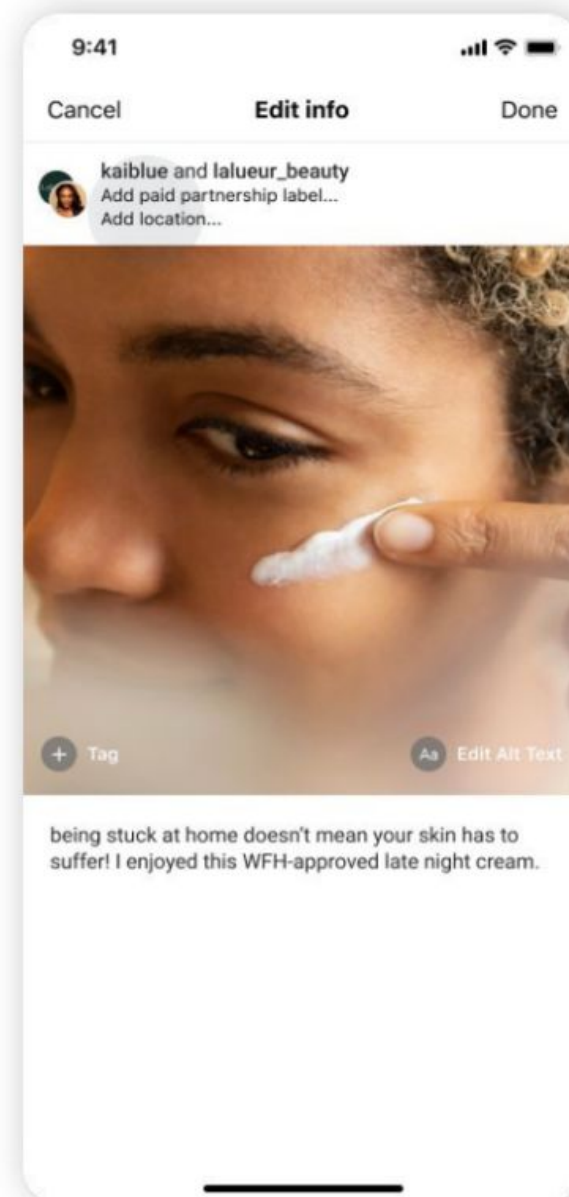 9:41
Cancel Edit info Done
kaiblue and lalueur_beauty
Add paid partnership label...
Add location...
+ Tag
Aa Edit Alt Text
being stuck at home doesn't mean your skin has to
suffer! I enjoyed this WFH-approved late night cream.